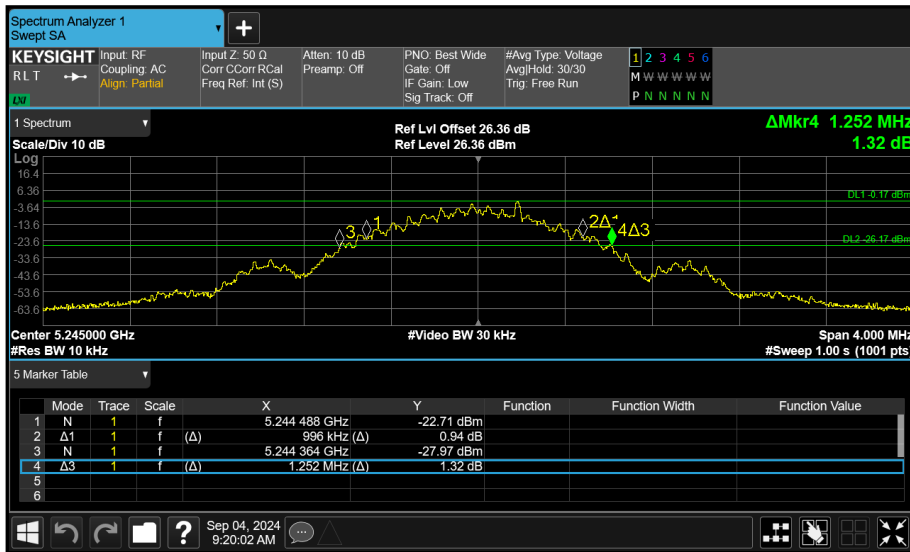 Spectrum Analyzer 1
Swept SA
+
KEYSIGHT Input: RF Input Z: 50 Ω Atten: 10 dB PNO: Best Wide #Avg Type: Voltage 1 2 3 4 5 6
R L T Coupling: AC Corr CCorr RCal Preamp: Off Gate: Off Avg|Hold: 30/30 M W W W W W
Align: Partial Freq Ref: Int (S) IF Gain: Low Trig: Free Run
LXI Sig Track: Off P N N N N N
1 Spectrum
Ref Lvl Offset 26.36 dB ΔMkr4 1.252 MHz
Scale/Div 10 dB Ref Level 26.36 dBm 1.32 dB
Log
16.4
6.36
DL1 -0.17 dBm
-3.64
-13.6
3 1 2Δ1 4Δ3
-23.6
DL2 -26.17 dBm
-33.6
-43.6
-53.6
-63.6
Center 5.245000 GHz #Video BW 30 kHz Span 4.000 MHz
#Res BW 10 kHz #Sweep 1.00 s (1001 pts)
5 Marker Table
Mode Trace Scale X Y Function Function Width Function Value
1 N 1 f 5.244 488 GHz -22.71 dBm
2 Δ1 1 f (Δ) 996 kHz (Δ) 0.94 dB
3 N 1 f 5.244 364 GHz -27.97 dBm
4 Δ3 1 f (Δ) 1.252 MHz (Δ) 1.32 dB
5
6
? Sep 04, 2024
9:20:02 AM